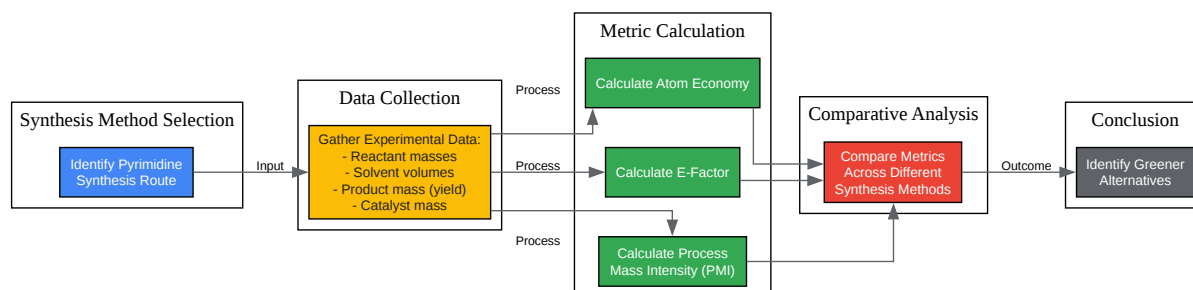 Synthesis Method Selection
Identify Pyrimidine
Synthesis Route
Input
Data Collection
Gather Experimental Data:
- Reactant masses
- Solvent volumes
- Product mass (yield)
- Catalyst mass
Process
Process
Process
Metric Calculation
Calculate Atom Economy
Calculate E-Factor
Calculate Process
Mass Intensity (PMI)
Comparative Analysis
Compare Metrics
Across Different
Synthesis Methods
Outcome
Conclusion
Identify Greener
Alternatives